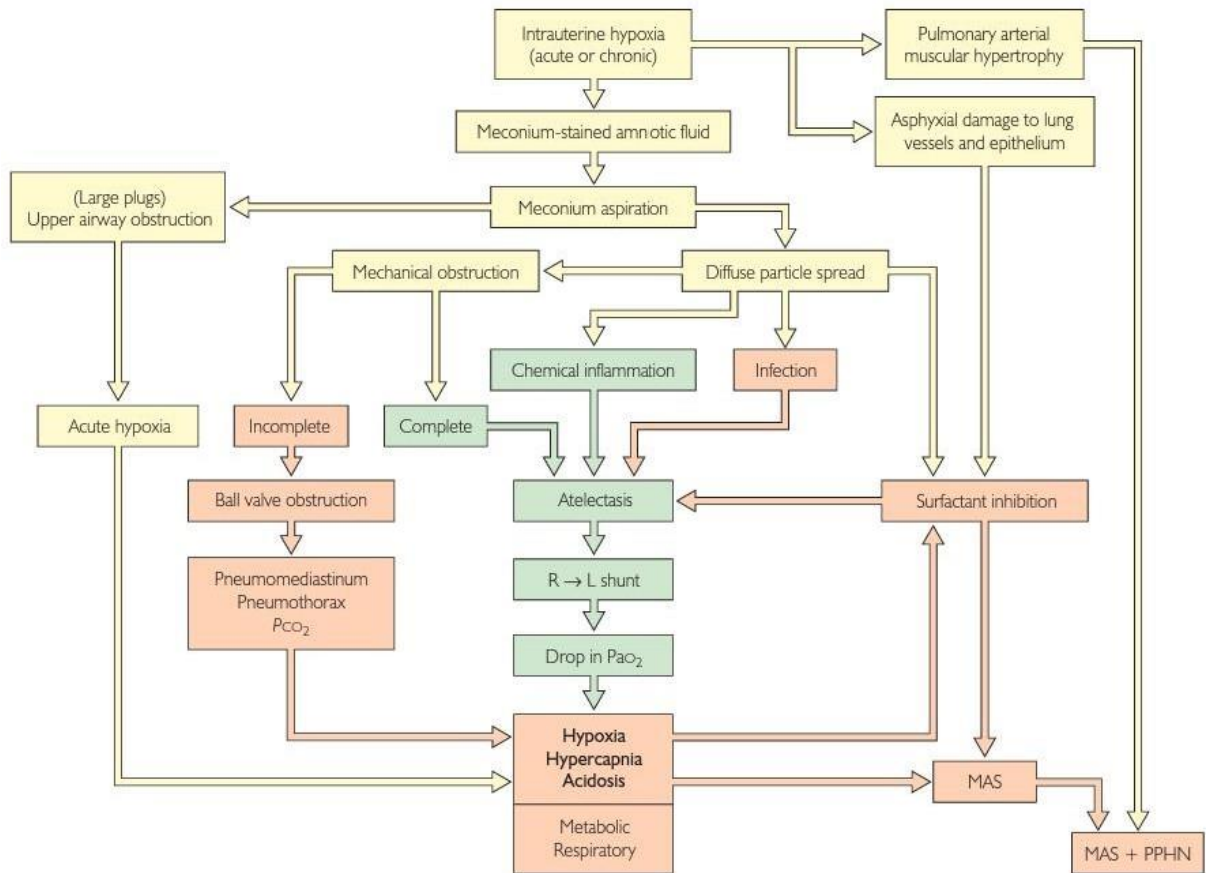 Intrauterine hypoxia
(acute or chronic)
Pulmonary arterial
muscular hypertrophy
Meconium-stained amn otic fluid
Asphyxial damage to lung
vessels and epithelium
(Large plugs)
Upper airway obstruction
Meconium aspiration
Mechanical obstruction
Diffuse particle spread
Chemical inflammation
Infection
Acute hypoxia
Incomplete
Complete
Ball valve obstruction
Atelectasis
Surfactant inhibition
Pneumomediastinum
Pneumothorax
PCO₂
R → L shunt
Drop in PaO₂
Hypoxia
Hypercapnia
Acidosis
MAS
Metabolic
Respiratory
MAS + PPHN